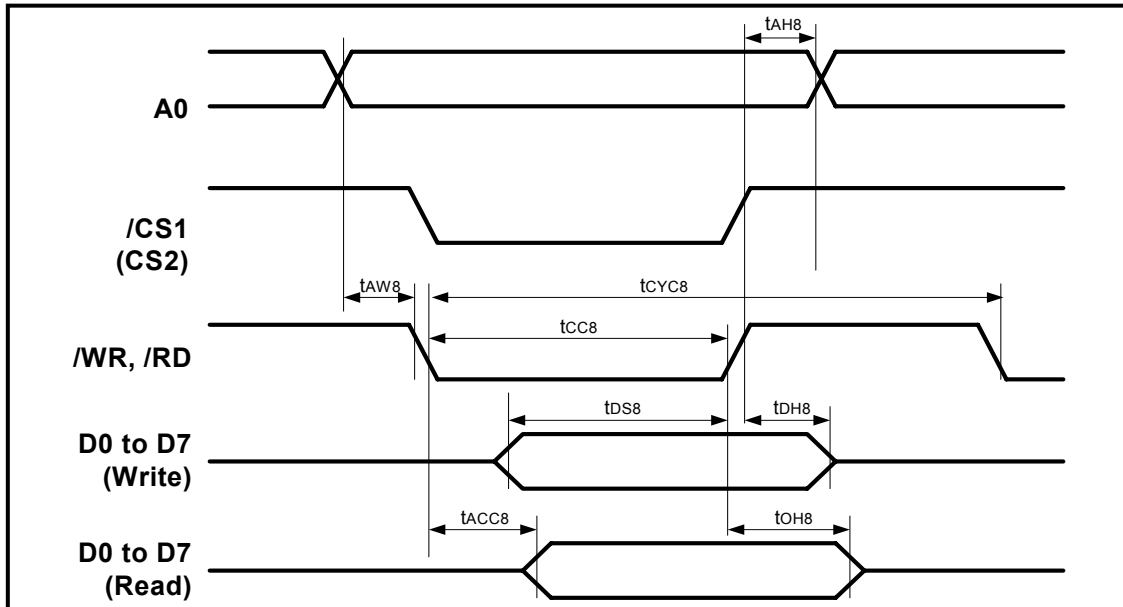 tAH8
A0
/CS1
(CS2)
tAW8
tCYC8
tCC8
/WR, /RD
tDS8
tDH8
D0 to D7
(Write)
tACC8
tOH8
D0 to D7
(Read)